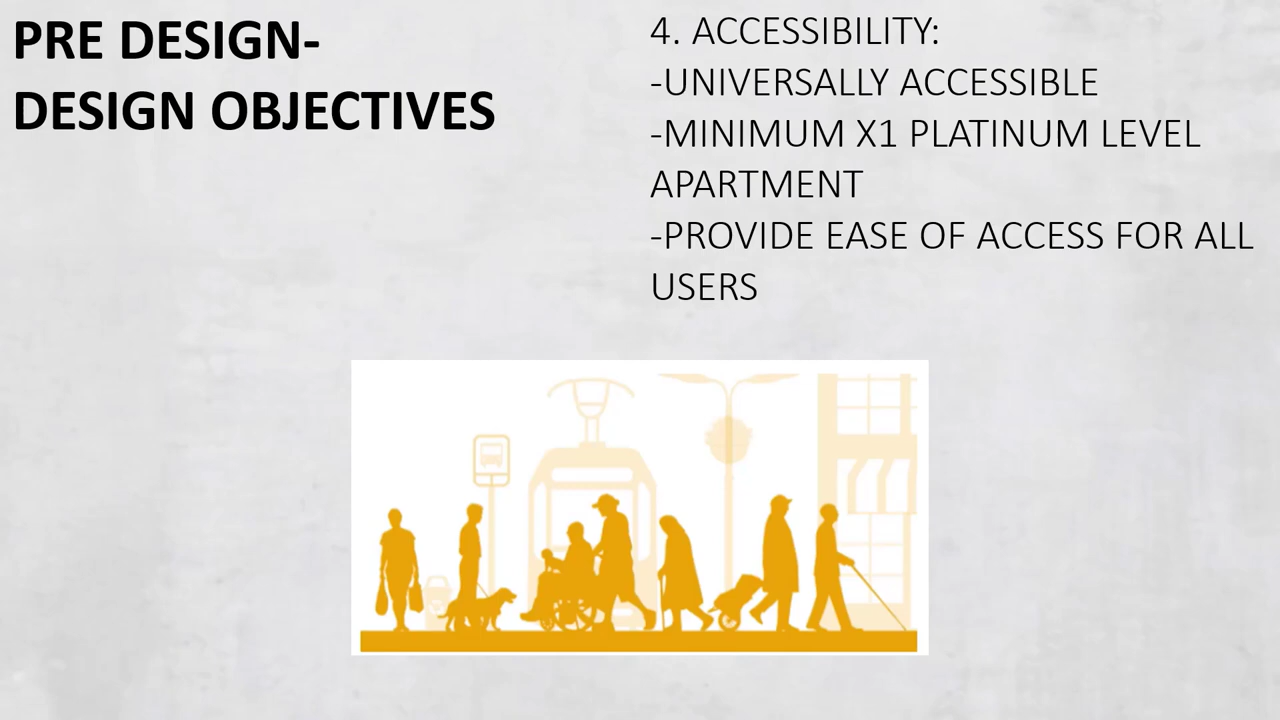 PRE DESIGN-
DESIGN OBJECTIVES
4. ACCESSIBILITY:
-UNIVERSALLY ACCESSIBLE
-MINIMUM X1 PLATINUM LEVEL
APARTMENT
-PROVIDE EASE OF ACCESS FOR ALL
USERS